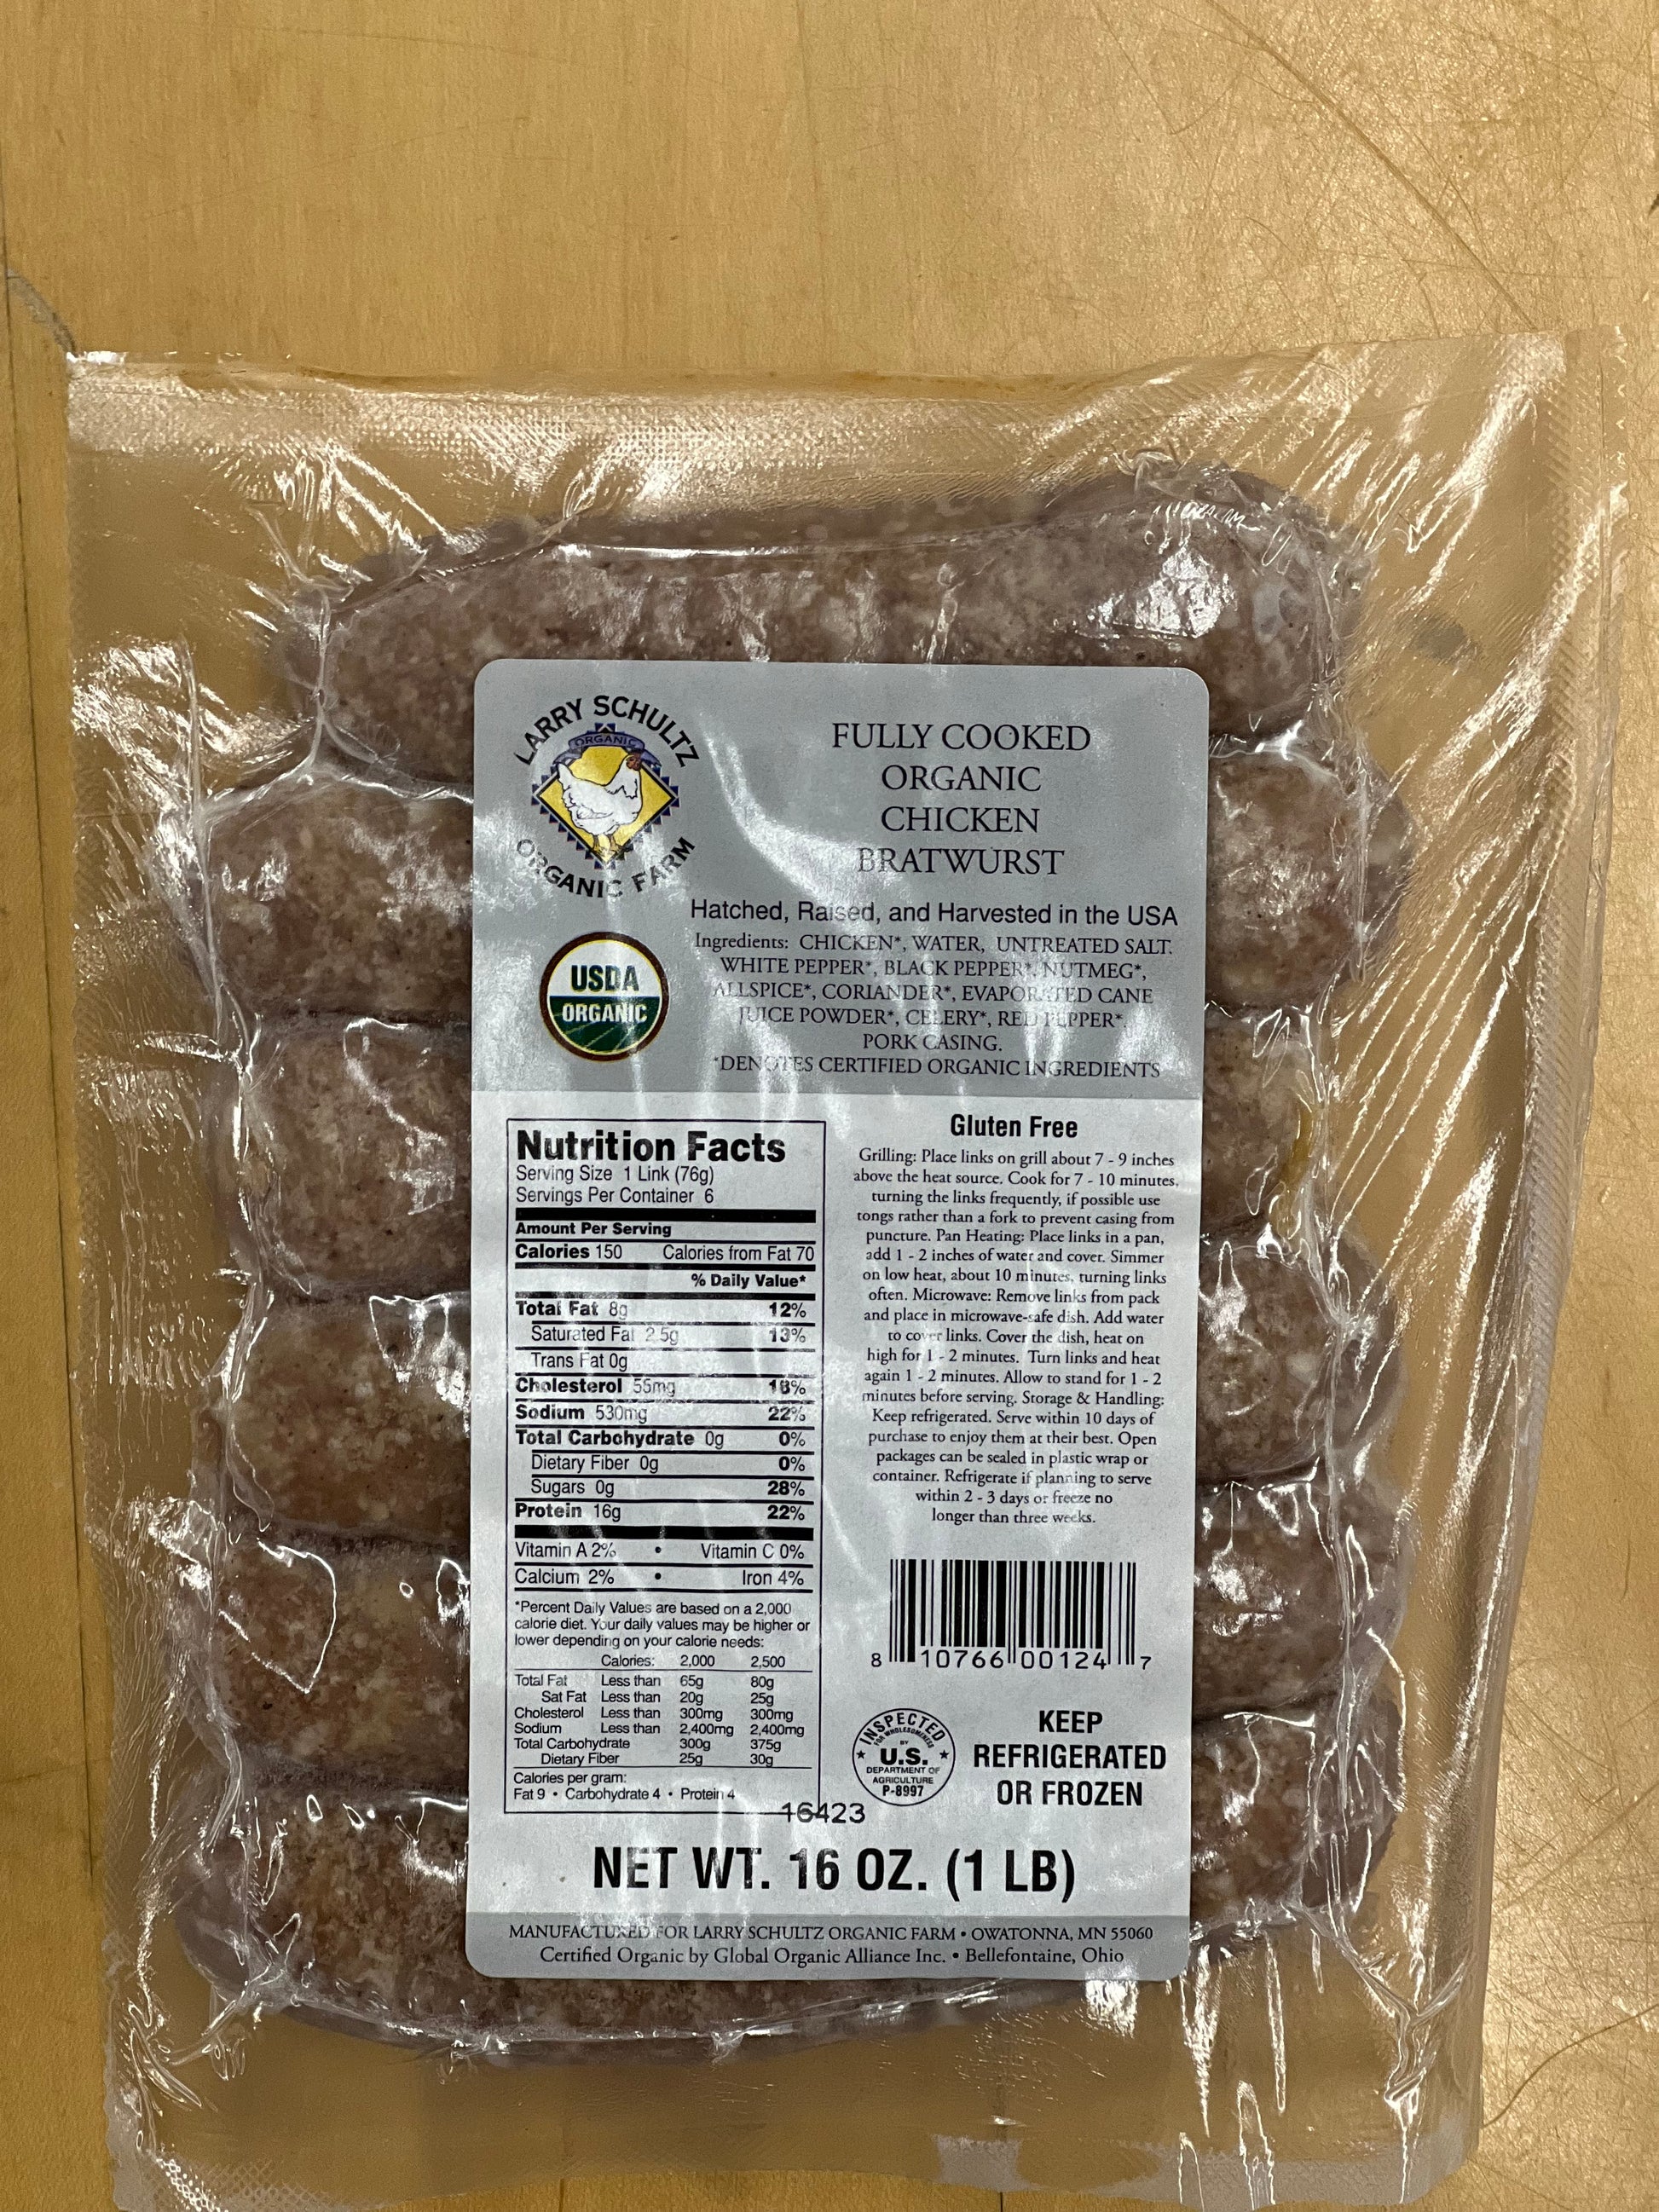 LARRY SCHULTZ
ORGANIC
ORGANIC FARM
FULLY COOKED
ORGANIC
CHICKEN
BRATWURST
Hatched, Raised, and Harvested in the USA
USDA
ORGANIC
Ingredients: CHICKEN*, WATER, UNTREATED SALT.
WHITE PEPPER*, BLACK PEPPER*, NUTMEG*,
ALLSPICE*, CORIANDER*, EVAPORATED CANE
JUICE POWDER*, CELERY*, RED PEPPER*.
PORK CASING.
*DENOTES CERTIFIED ORGANIC INGREDIENTS
Nutrition Facts
Serving Size 1 Link (76g)
Servings Per Container 6
Amount Per Serving
Calories 150 Calories from Fat 70
% Daily Value*
Total Fat 8g 12%
Saturated Fat 2.5g 13%
Trans Fat 0g
Cholesterol 55mg 18%
Sodium 530mg 22%
Total Carbohydrate 0g 0%
Dietary Fiber 0g 0%
Sugars 0g 28%
Protein 16g 22%
Vitamin A 2% • Vitamin C 0%
Calcium 2% • Iron 4%
*Percent Daily Values are based on a 2,000
calorie diet. Your daily values may be higher or
lower depending on your calorie needs:
Calories: 2,000 2,500
Total Fat Less than 65g 80g
Sat Fat Less than 20g 25g
Cholesterol Less than 300mg 300mg
Sodium Less than 2,400mg 2,400mg
Total Carbohydrate 300g 375g
Dietary Fiber 25g 30g
Calories per gram:
Fat 9 • Carbohydrate 4 • Protein 4
Gluten Free
Grilling: Place links on grill about 7 - 9 inches
above the heat source. Cook for 7 - 10 minutes,
turning the links frequently, if possible use
tongs rather than a fork to prevent casing from
puncture. Pan Heating: Place links in a pan,
add 1 - 2 inches of water and cover. Simmer
on low heat, about 10 minutes, turning links
often. Microwave: Remove links from pack
and place in microwave-safe dish. Add water
to cover links. Cover the dish, heat on
high for 1 - 2 minutes. Turn links and heat
again 1 - 2 minutes. Allow to stand for 1 - 2
minutes before serving. Storage & Handling:
Keep refrigerated. Serve within 10 days of
purchase to enjoy them at their best. Open
packages can be sealed in plastic wrap or
container. Refrigerate if planning to serve
within 2 - 3 days or freeze no
longer than three weeks.
8 10766 00124 7
INSPECTED
FOR WHOLESOMENESS
BY
U.S.
DEPARTMENT OF
AGRICULTURE
P-8997
KEEP
REFRIGERATED
OR FROZEN
16423
NET WT. 16 OZ. (1 LB)
MANUFACTURED FOR LARRY SCHULTZ ORGANIC FARM • OWATONNA, MN 55060
Certified Organic by Global Organic Alliance Inc. • Bellefontaine, Ohio